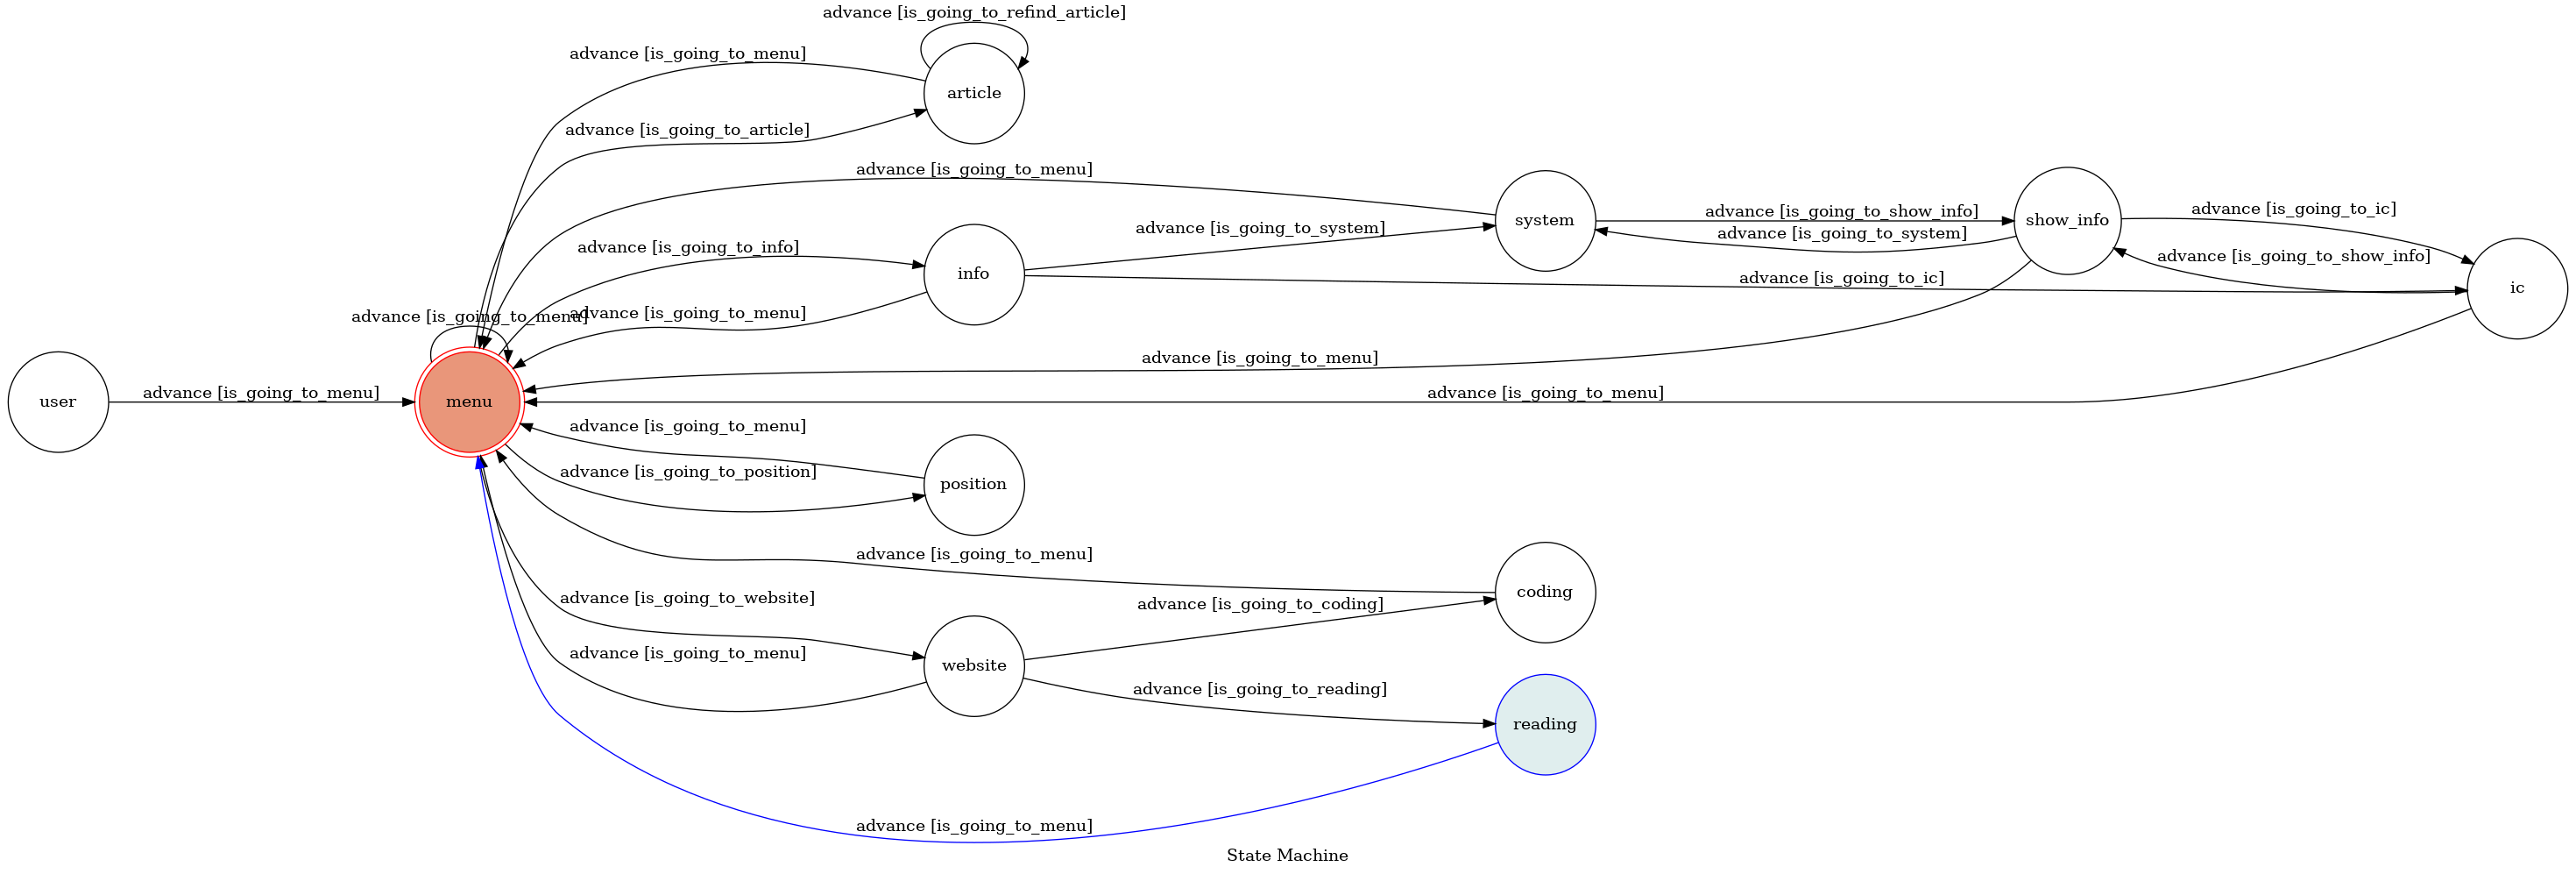 advance [is_going_to_refind_article]
advance [is_going_to_menu]
article
advance [is_going_to_article]
advance [is_going_to_menu]
advance [is_going_to_show_info]
advance [is_going_to_ic]
system
show_info
advance [is_going_to_system]
advance [is_going_to_system]
advance [is_going_to_info]
advance [is_going_to_show_info]
info
advance [is_going_to_ic]
ic
advance [is_going_to_menu]
advance [is_going_to_menu]
advance [is_going_to_menu]
advance [is_going_to_menu]
advance [is_going_to_menu]
user
menu
advance [is_going_to_menu]
advance [is_going_to_position]
position
advance [is_going_to_menu]
coding
advance [is_going_to_website]
advance [is_going_to_coding]
advance [is_going_to_menu]
website
advance [is_going_to_reading]
reading
advance [is_going_to_menu]
State Machine